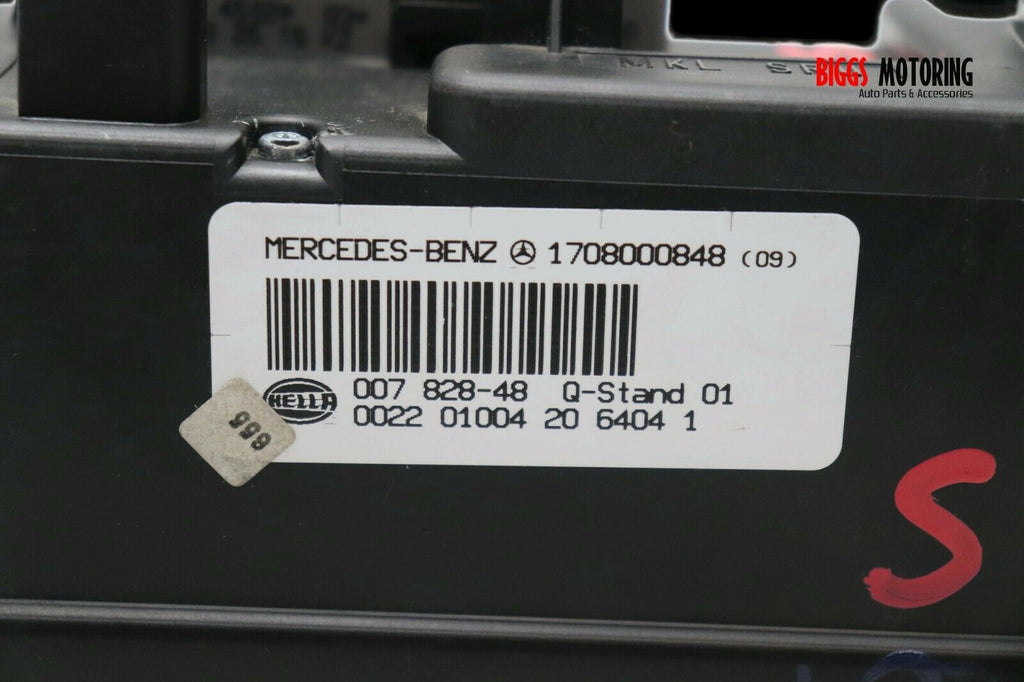 MKL
BIGGS MOTORING
Auto Parts & Accessories
MERCEDES-BENZ 1708000848 (09)
HELLA 007 828-48 Q-Stand 01
0022 01004 20 6404 1
S